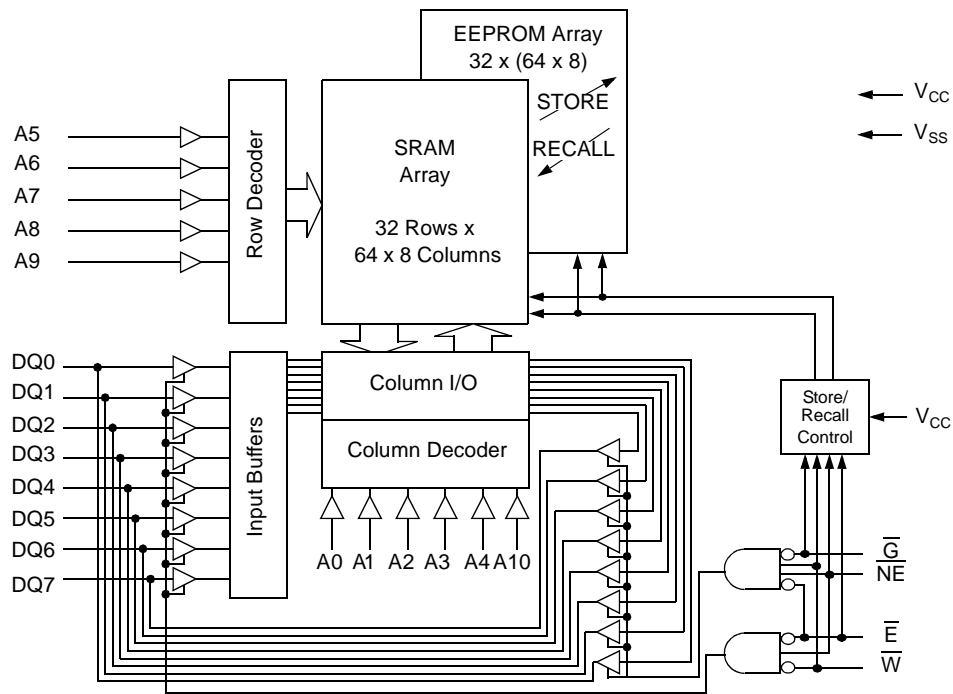 EEPROM Array
32 x (64 x 8)
STORE
RECALL
SRAM
Array
32 Rows x
64 x 8 Columns
Row Decoder
A5
A6
A7
A8
A9
V_CC
V_SS
DQ0
DQ1
DQ2
DQ3
DQ4
DQ5
DQ6
DQ7
Input Buffers
Column I/O
Column Decoder
A0 A1 A2 A3 A4 A10
Store/
Recall
Control
V_CC
G̅
N̅E̅
E̅
W̅